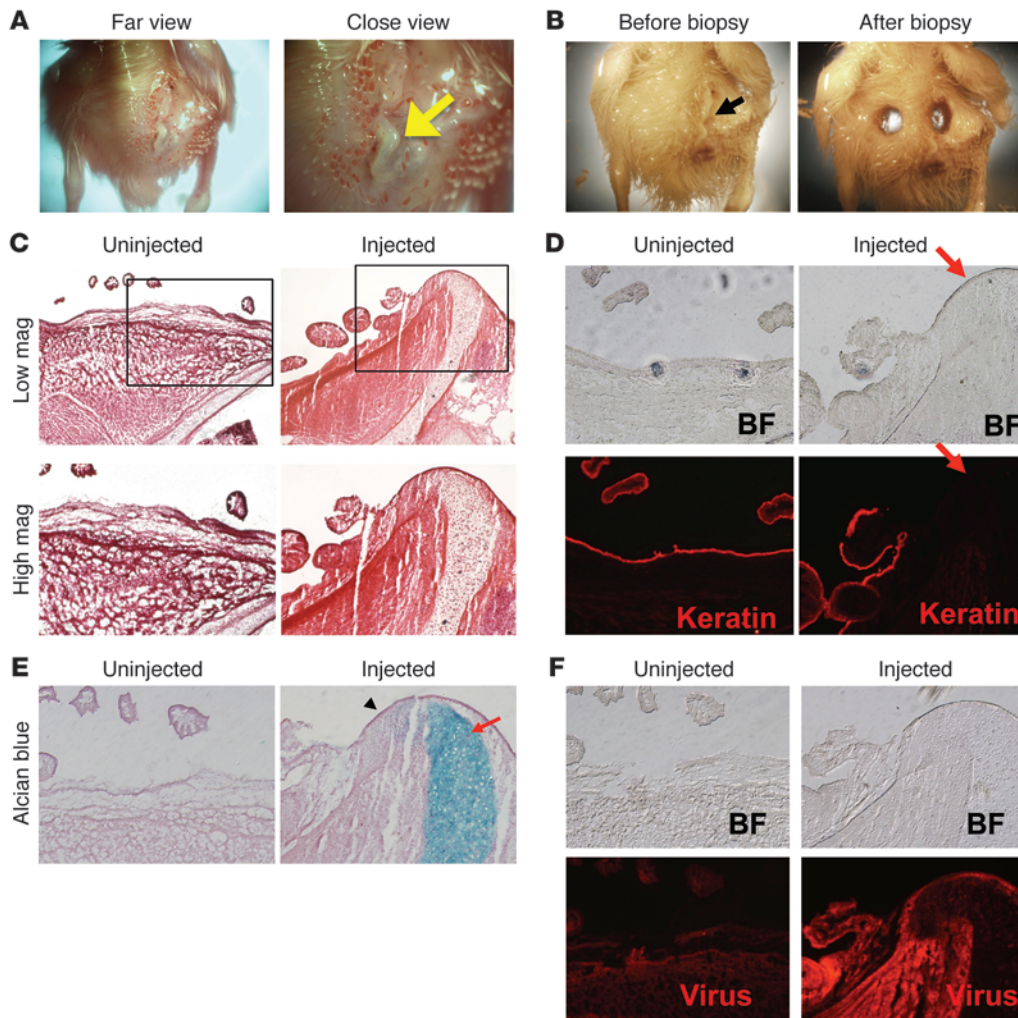 A
Far view
Close view
B
Before biopsy
After biopsy
C
Uninjected
Injected
Low mag
High mag
D
Uninjected
Injected
BF
BF
Keratin
Keratin
E
Uninjected
Injected
Alcian blue
F
Uninjected
Injected
BF
BF
Virus
Virus